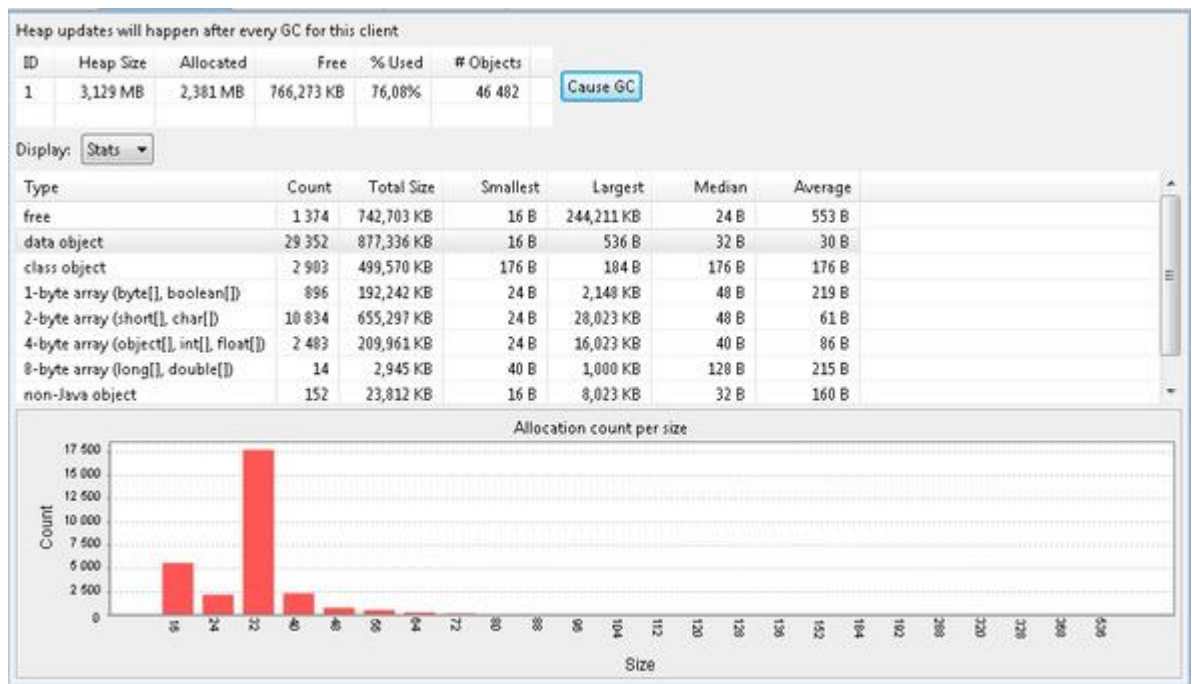 Heap updates will happen after every GC for this client
ID Heap Size Allocated Free % Used # Objects
1 3,129 MB 2,381 MB 766,273 KB 76,08% 46 482
Cause GC
Display: Stats
Type Count Total Size Smallest Largest Median Average
free 1 374 742,703 KB 16 B 244,211 KB 24 B 553 B
data object 29 352 877,336 KB 16 B 536 B 32 B 30 B
class object 2 903 499,570 KB 176 B 184 B 176 B 176 B
1-byte array (byte[], boolean[]) 896 192,242 KB 24 B 2,148 KB 48 B 219 B
2-byte array (short[], char[]) 10 834 655,297 KB 24 B 28,023 KB 48 B 61 B
4-byte array (object[], int[], float[]) 2 483 209,961 KB 24 B 16,023 KB 40 B 86 B
8-byte array (long[], double[]) 14 2,945 KB 40 B 1,000 KB 128 B 215 B
non-Java object 152 23,812 KB 16 B 8,023 KB 32 B 160 B
Allocation count per size
17 500
15 000
12 500
10 000
7 500
5 000
2 500
0
Count
16 24 32 40 48 56 64 72 80 88 96 104 112 120 128 136 152 184 192 288 320 328 368 536
Size